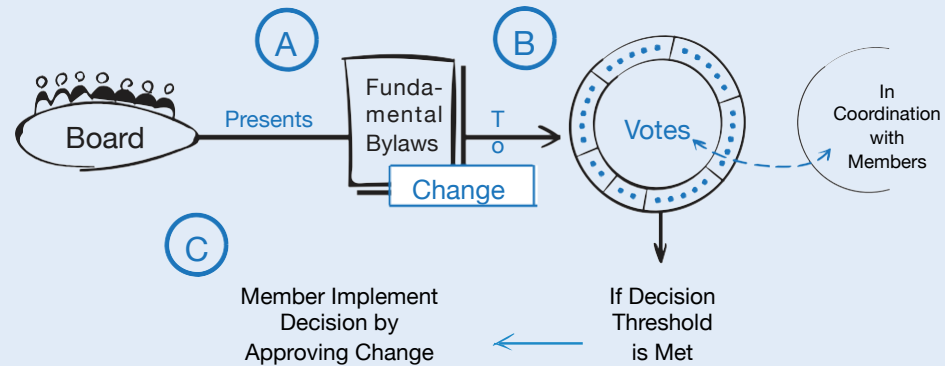 A
B
Board
Presents
Funda-
mental
Bylaws
Change
T
o
Votes
In
Coordination
with
Members
C
Member Implement
Decision by
Approving Change
If Decision
Threshold
is Met